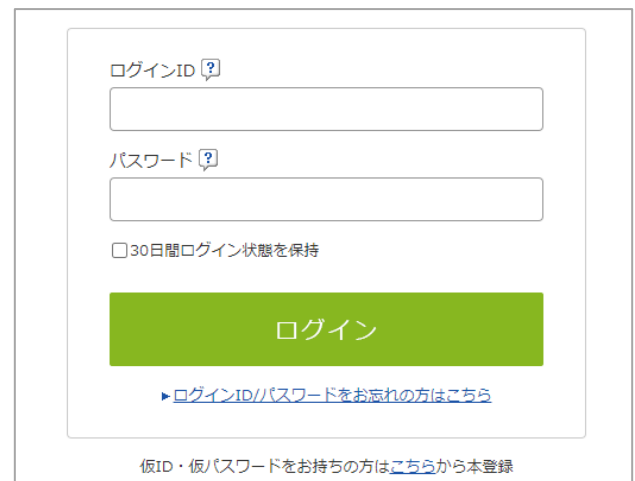 ログインID ?
パスワード ?
30日間ログイン状態を保持
ログイン
ログインID/パスワードをお忘れの方はこちら
仮ID・仮パスワードをお持ちの方はこちらから本登録